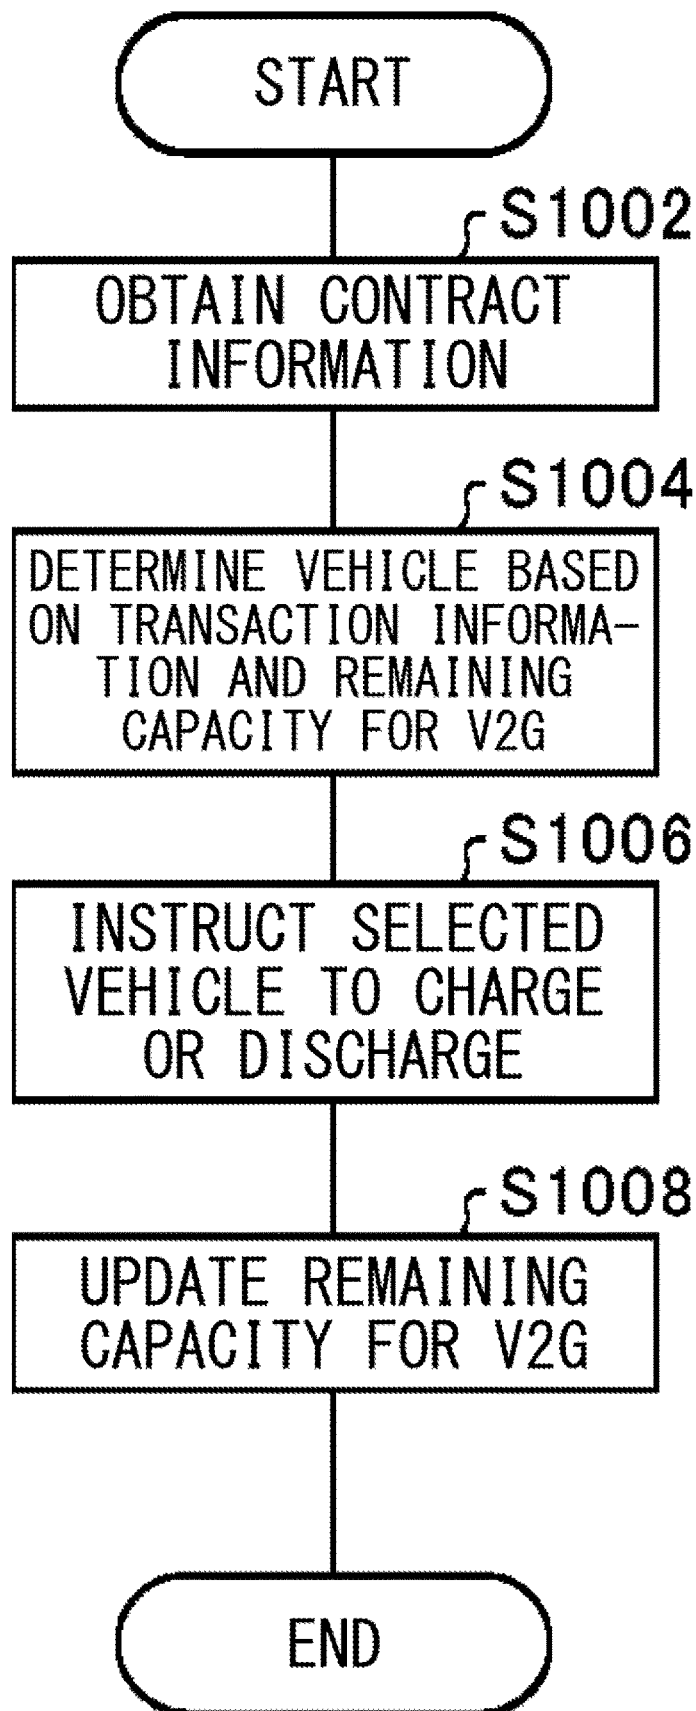 START
S1002
OBTAIN CONTRACT
INFORMATION
S1004
DETERMINE VEHICLE BASED
ON TRANSACTION INFORMA-
TION AND REMAINING
CAPACITY FOR V2G
S1006
INSTRUCT SELECTED
VEHICLE TO CHARGE
OR DISCHARGE
S1008
UPDATE REMAINING
CAPACITY FOR V2G
END